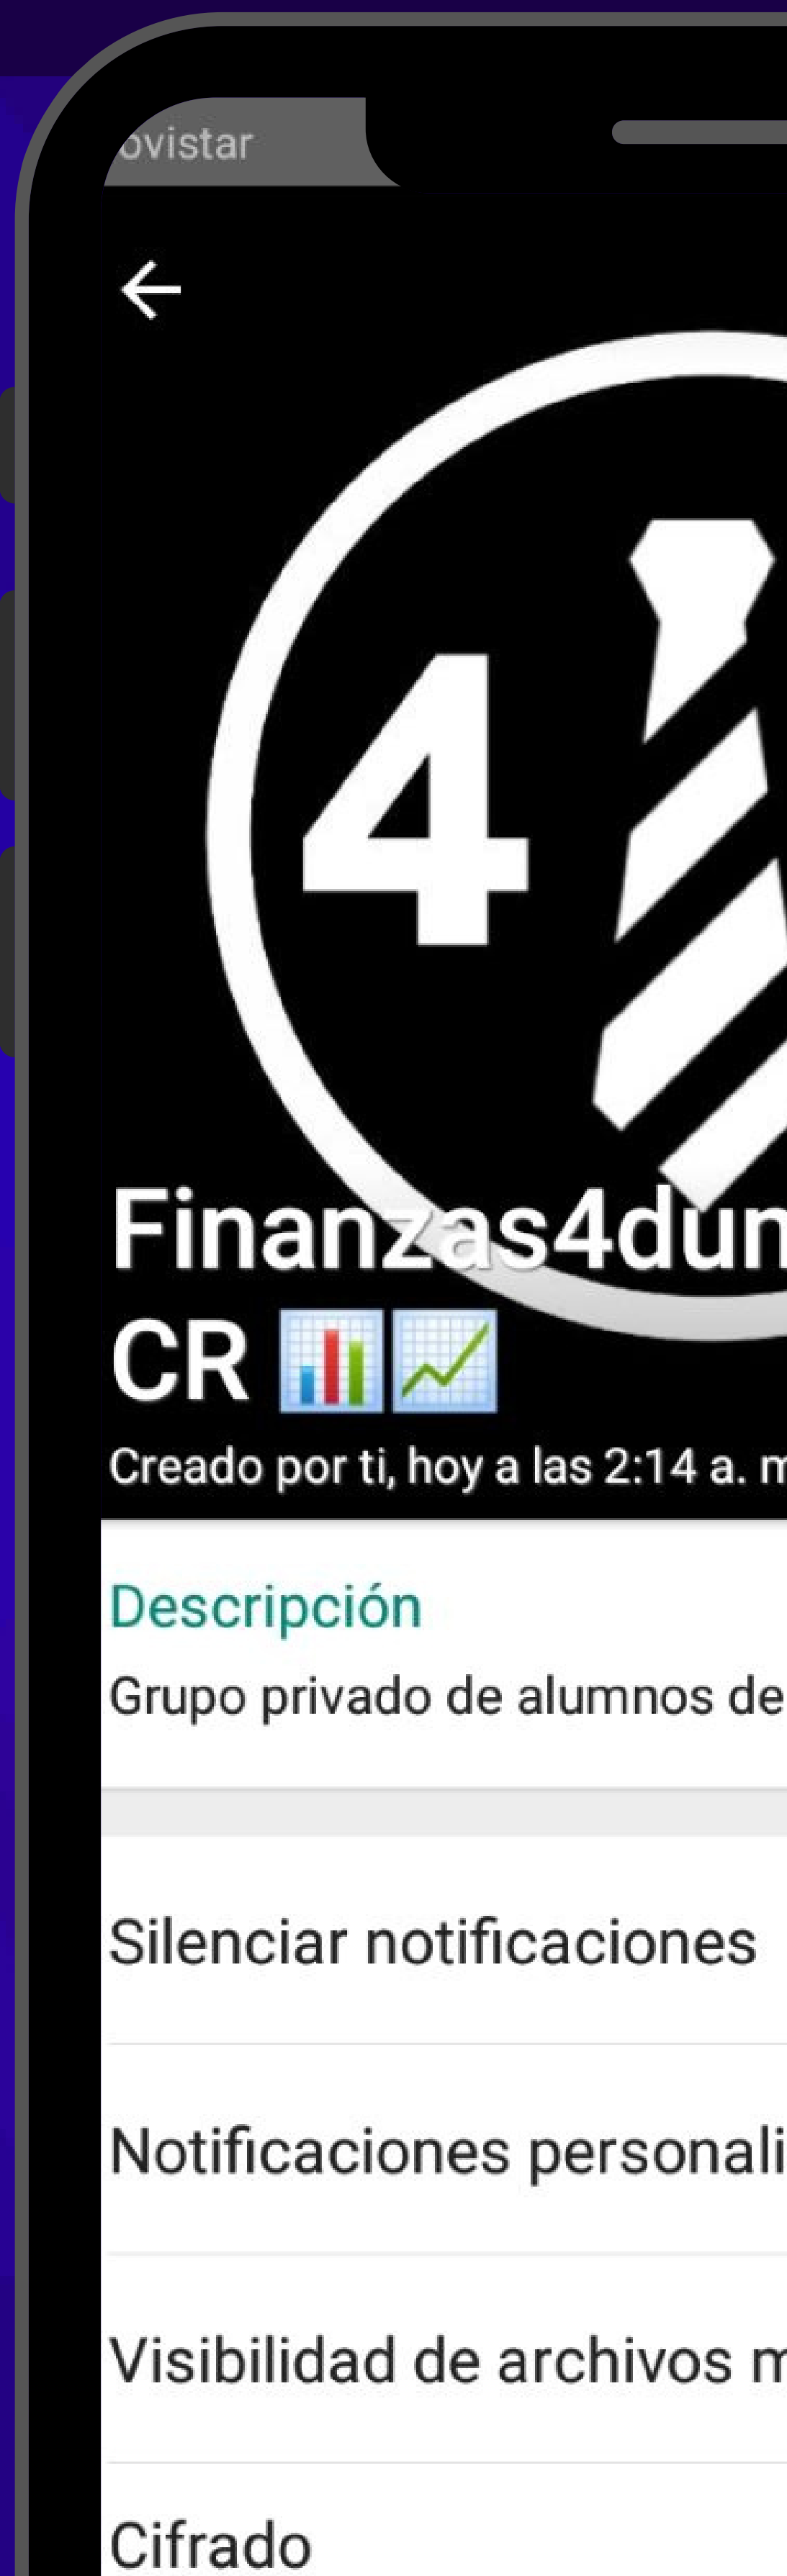 ovistar
4
Finanzas4dum
CR
Creado por ti, hoy a las 2:14 a. m
Descripción
Grupo privado de alumnos de
Silenciar notificaciones
Notificaciones personali
Visibilidad de archivos m
Cifrado